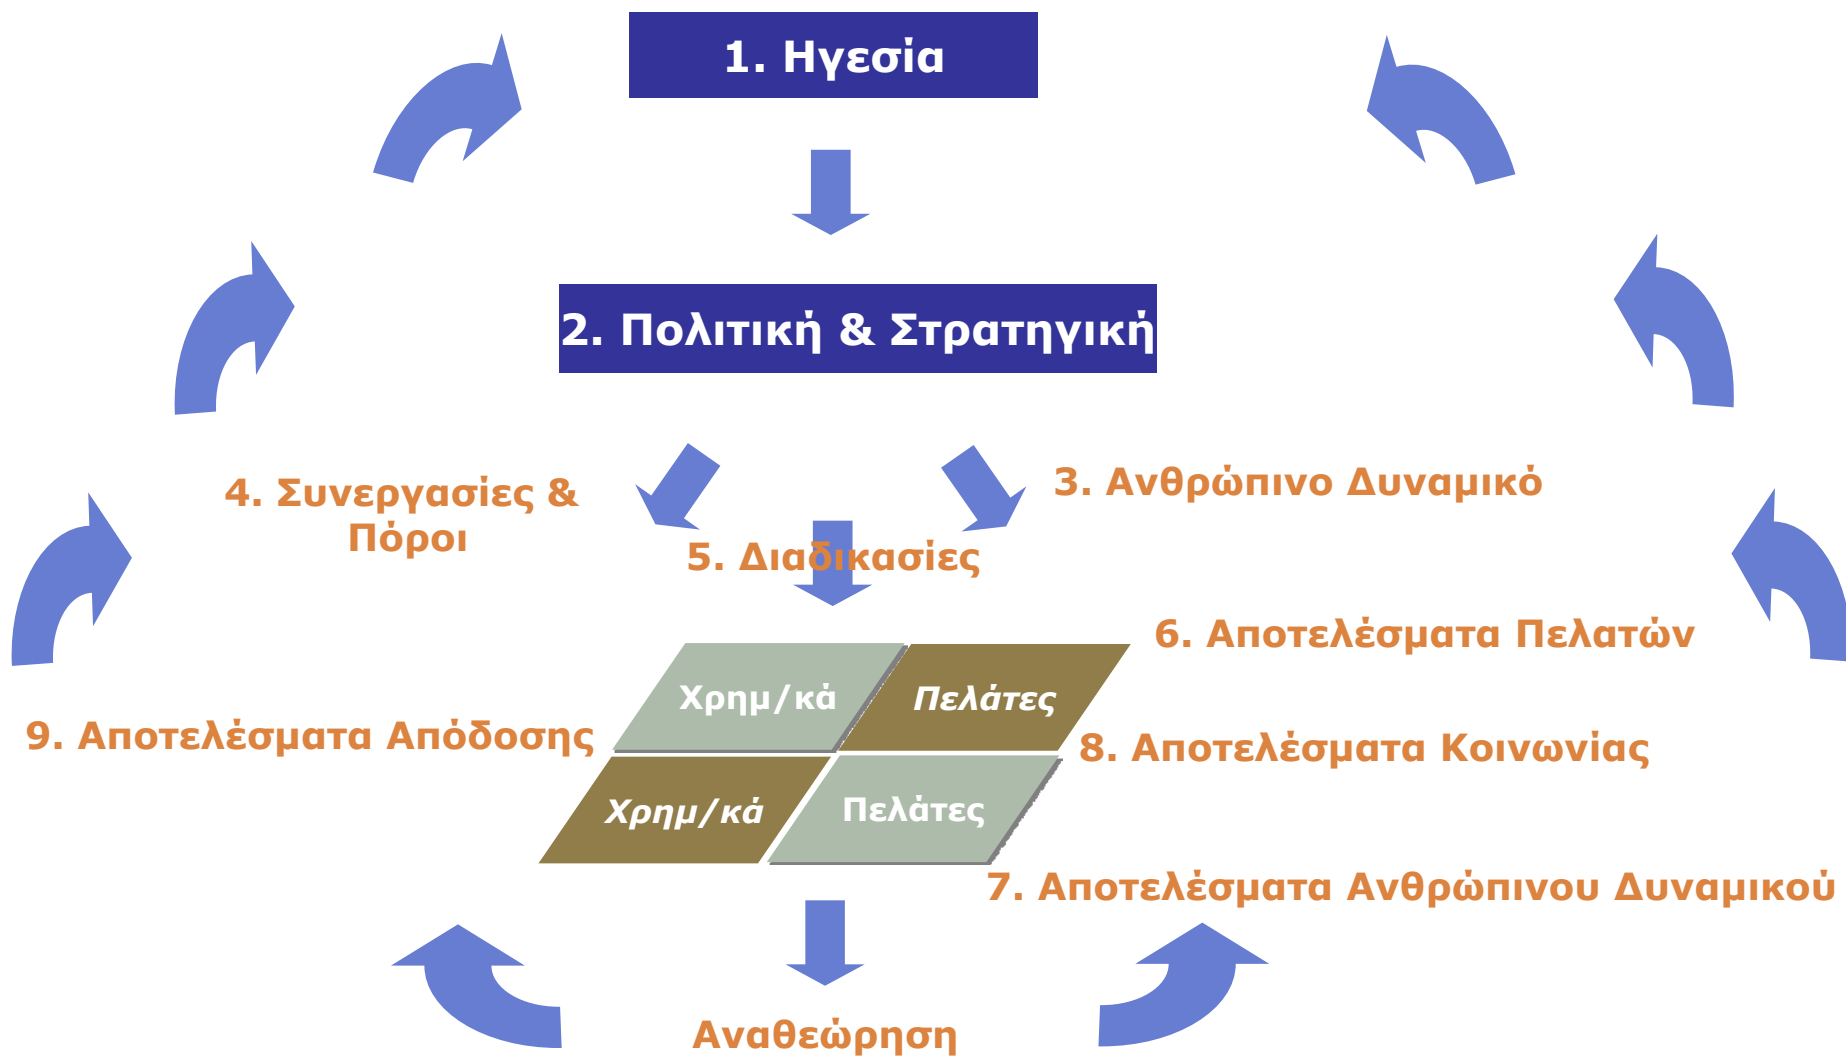 1. Ηγεσία
2. Πολιτική & Στρατηγική
4. Συνεργασίες &
Πόροι
3. Ανθρώπινο Δυναμικό
5. Διαδικασίες
6. Αποτελέσματα Πελατών
Χρημ/κά
Πελάτες
9. Αποτελέσματα Απόδοσης
8. Αποτελέσματα Κοινωνίας
Χρημ/κά
Πελάτες
7. Αποτελέσματα Ανθρώπινου Δυναμικού
Αναθεώρηση